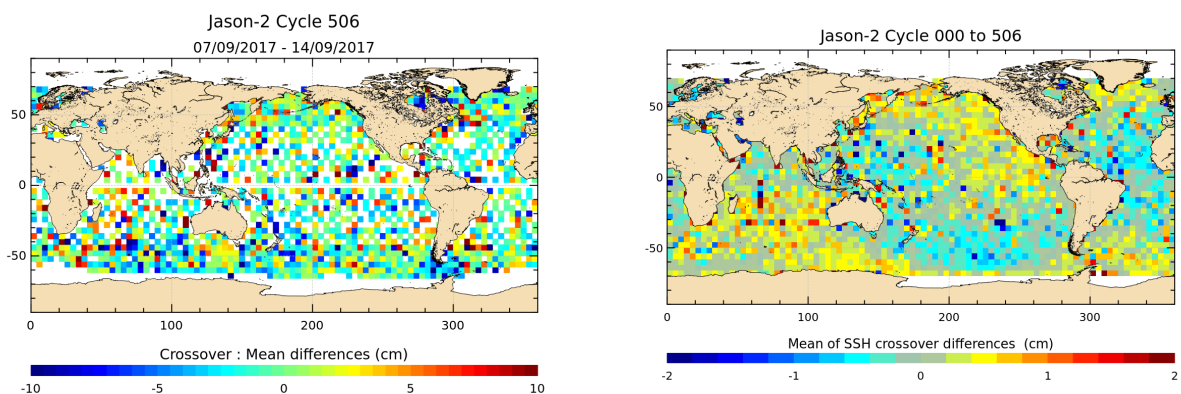 Jason-2 Cycle 506
07/09/2017 - 14/09/2017
50
0
-50
0 100 200 300
Crossover : Mean differences (cm)
-10 -5 0 5 10
Jason-2 Cycle 000 to 506
50
0
-50
0 100 200 300
Mean of SSH crossover differences (cm)
-2 -1 0 1 2